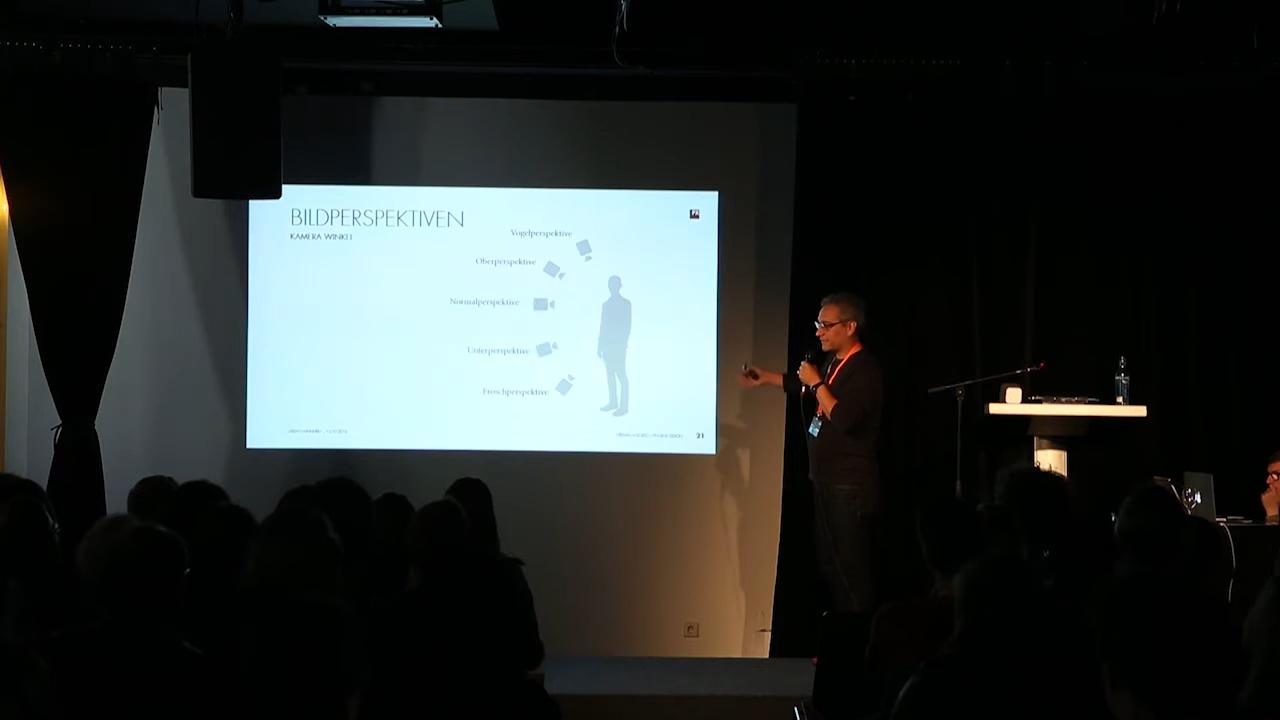 BILDPERSPEKTIVEN
KAMERA WINKEL
Vogelperspektive
Oberperspektive
Normalperspektive
Unterperspektive
Froschperspektive
21